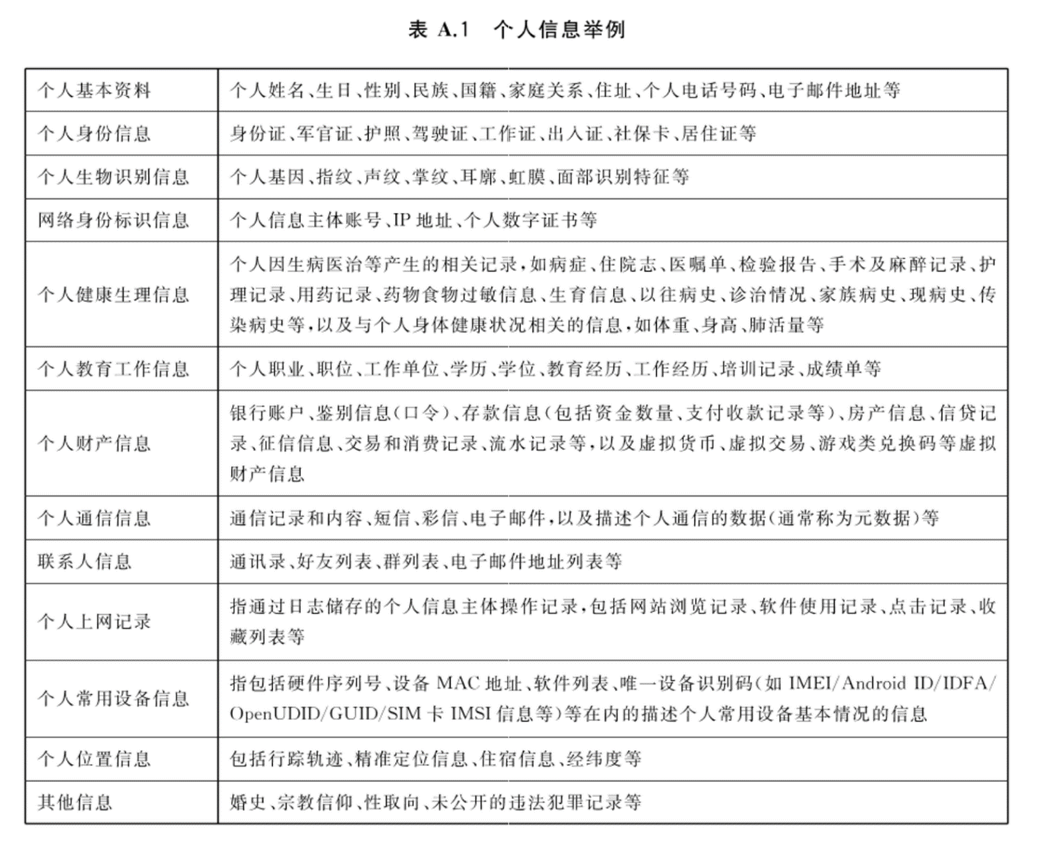 表 A.1 个人信息举例
个人基本资料
个人姓名、生日、性别、民族、国籍、家庭关系、住址、个人电话号码、电子邮件地址等
个人身份信息
身份证、军官证、护照、驾驶证、工作证、出入证、社保卡、居住证等
个人生物识别信息
个人基因、指纹、声纹、掌纹、耳廓、虹膜、面部识别特征等
网络身份标识信息
个人信息主体账号、IP 地址、个人数字证书等
个人健康生理信息
个人因生病医治等产生的相关记录,如病症、住院志、医嘱单、检验报告、手术及麻醉记录、护
理记录、用药记录、药物食物过敏信息、生育信息、以往病史、诊治情况、家族病史、现病史、传
染病史等,以及与个人身体健康状况相关的信息,如体重、身高、肺活量等
个人教育工作信息
个人职业、职位、工作单位、学历、学位、教育经历、工作经历、培训记录、成绩单等
个人财产信息
银行账户、鉴别信息(口令)、存款信息(包括资金数量、支付收款记录等)、房产信息、信贷记
录、征信信息、交易和消费记录、流水记录等,以及虚拟货币、虚拟交易、游戏类兑换码等虚拟
财产信息
个人通信信息
通信记录和内容、短信、彩信、电子邮件,以及描述个人通信的数据(通常称为元数据)等
联系人信息
通讯录、好友列表、群列表、电子邮件地址列表等
个人上网记录
指通过日志储存的个人信息主体操作记录,包括网站浏览记录、软件使用记录、点击记录、收
藏列表等
个人常用设备信息
指包括硬件序列号、设备 MAC 地址、软件列表、唯一设备识别码(如 IMEI/Android ID/IDFA/
OpenUDID/GUID/SIM 卡 IMSI 信息等)等在内的描述个人常用设备基本情况的信息
个人位置信息
包括行踪轨迹、精准定位信息、住宿信息、经纬度等
其他信息
婚史、宗教信仰、性取向、未公开的违法犯罪记录等